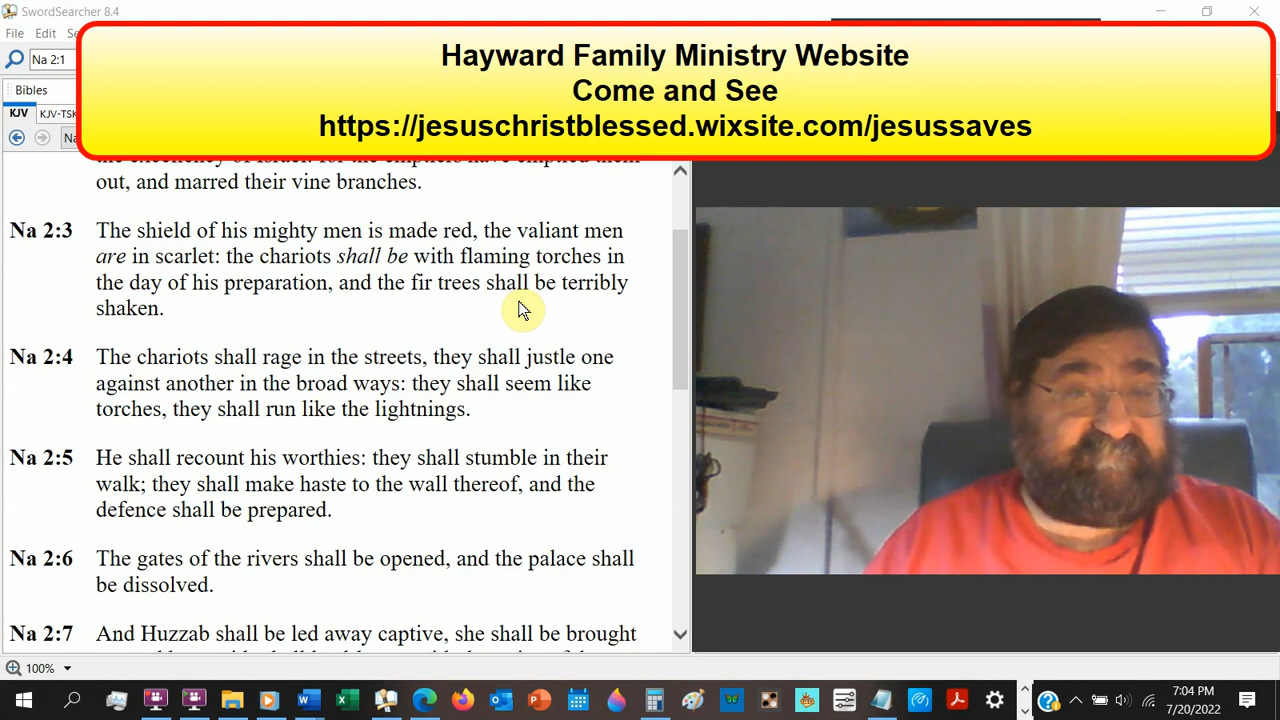 SwordSearcher 8.4
File Edit
Hayward Family Ministry Website
Come and See
https://jesuschristblessed.wixsite.com/jesussaves
Na 2:1
Bibles
KJV KJV-TSK
out, and marred their vine branches.
Na 2:3 The shield of his mighty men is made red, the valiant men
are in scarlet: the chariots shall be with flaming torches in
the day of his preparation, and the fir trees shall be terribly
shaken.
Na 2:4 The chariots shall rage in the streets, they shall justle one
against another in the broad ways: they shall seem like
torches, they shall run like the lightnings.
Na 2:5 He shall recount his worthies: they shall stumble in their
walk; they shall make haste to the wall thereof, and the
defence shall be prepared.
Na 2:6 The gates of the rivers shall be opened, and the palace shall
be dissolved.
Na 2:7 And Huzzab shall be led away captive, she shall be brought
100%
7:04 PM
7/20/2022